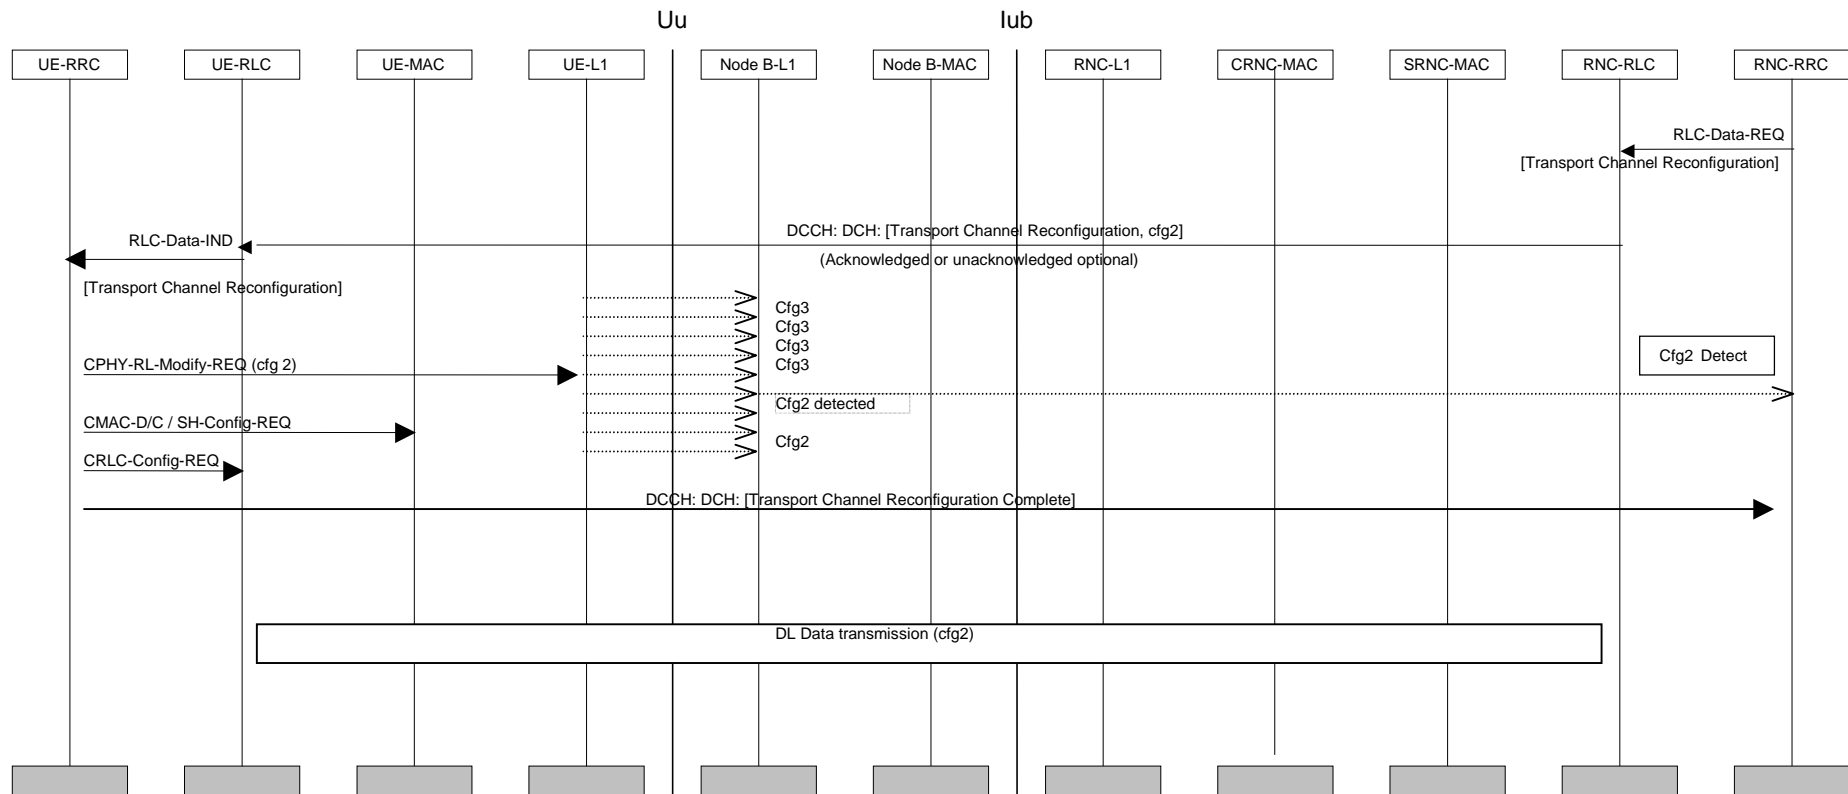 Uu
Iub
UE-RRC
UE-RLC
UE-MAC
UE-L1
Node B-L1
Node B-MAC
RNC-L1
CRNC-MAC
SRNC-MAC
RNC-RLC
RNC-RRC
RLC-Data-REQ
[Transport Channel Reconfiguration]
DCCH: DCH: [Transport Channel Reconfiguration, cfg2]
RLC-Data-IND
(Acknowledged or unacknowledged optional)
[Transport Channel Reconfiguration]
Cfg3
Cfg3
Cfg3
Cfg2 Detect
CPHY-RL-Modify-REQ (cfg 2)
Cfg3
Cfg2 detected
CMAC-D/C / SH-Config-REQ
Cfg2
CRLC-Config-REQ
DCCH: DCH: [Transport Channel Reconfiguration Complete]
DL Data transmission (cfg2)